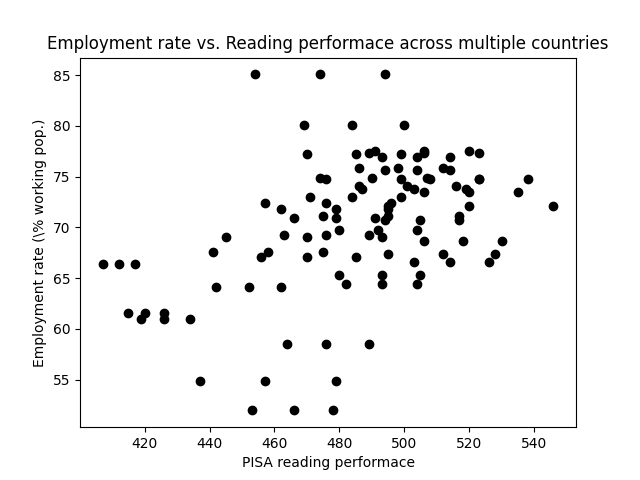 Employment rate vs. Reading performace across multiple countries
Employment rate (\% working pop.)
85
80
75
70
65
60
55
420 440 460 480 500 520 540
PISA reading performace